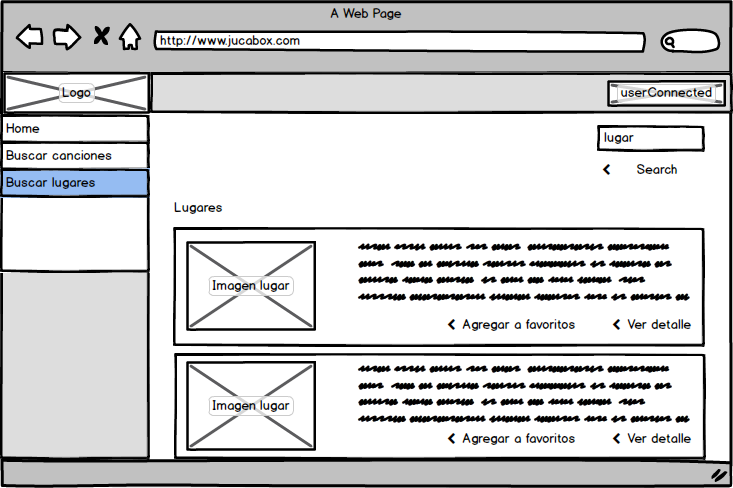 A Web Page
http://www.jucabox.com
Logo
userConnected
Home
Buscar canciones
Buscar lugares
lugar
Search
Lugares
Imagen lugar
Agregar a favoritos
Ver detalle
Imagen lugar
Agregar a favoritos
Ver detalle